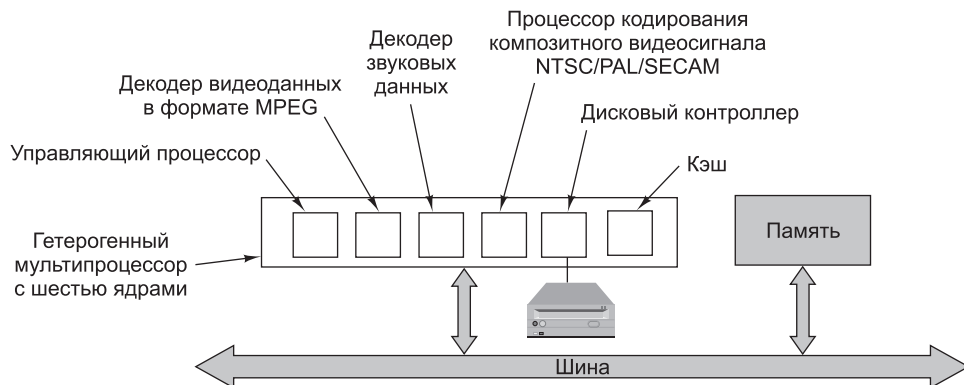 Процессор кодирования
композитного видеосигнала
NTSC/PAL/SECAM
Декодер
звуковых
данных
Декодер видеоданных
в формате MPEG
Дисковый контроллер
Управляющий процессор
Кэш
Гетерогенный
мультипроцессор
с шестью ядрами
Память
Шина